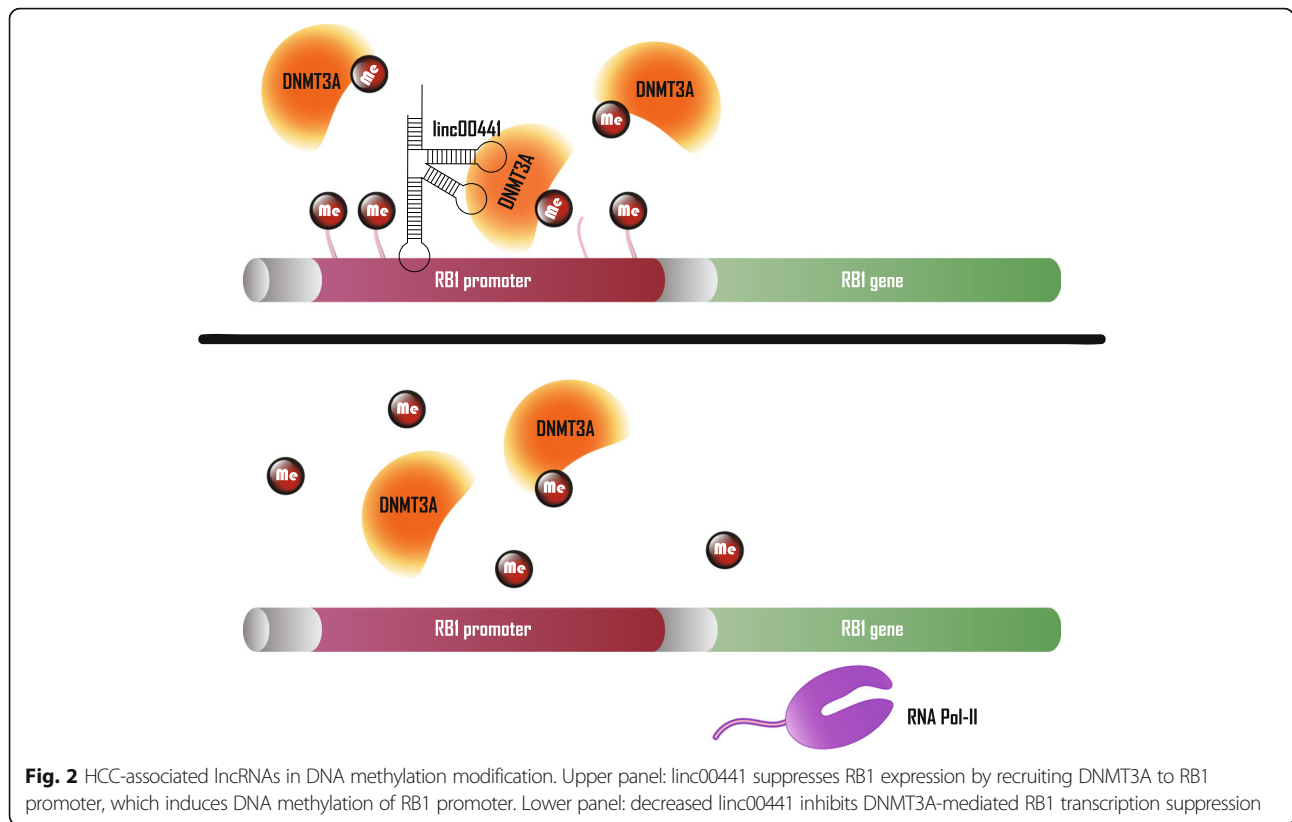 DNMT3A
Me
DNMT3A
Me
linc00441
DNMT3A
Me
Me
Me
Me
RB1 promoter
RB1 gene
Me
DNMT3A
Me
Me
DNMT3A
Me
Me
RB1 promoter
RB1 gene
RNA Pol-II
Fig. 2 HCC-associated lncRNAs in DNA methylation modification. Upper panel: linc00441 suppresses RB1 expression by recruiting DNMT3A to RB1
promoter, which induces DNA methylation of RB1 promoter. Lower panel: decreased linc00441 inhibits DNMT3A-mediated RB1 transcription suppression